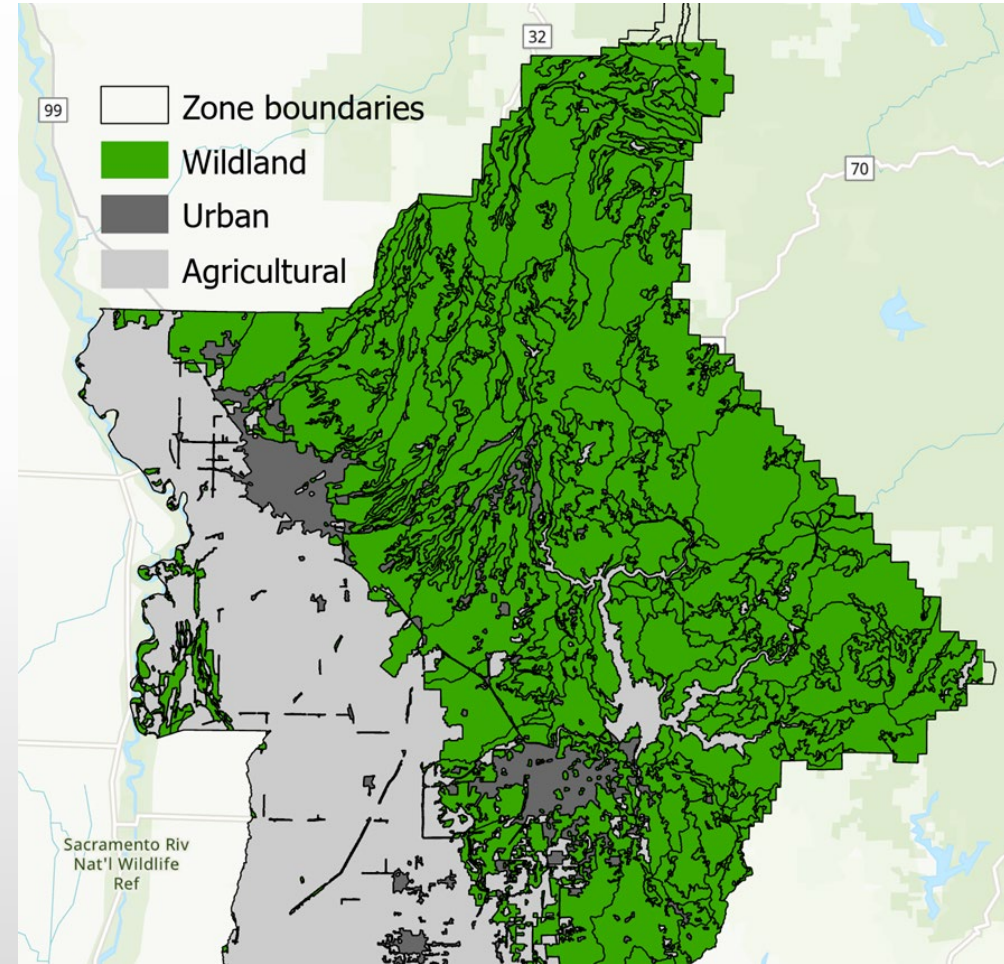 32
99
Zone boundaries
Wildland
70
Urban
Agricultural
Sacramento Riv
Nat'l Wildlife
Ref